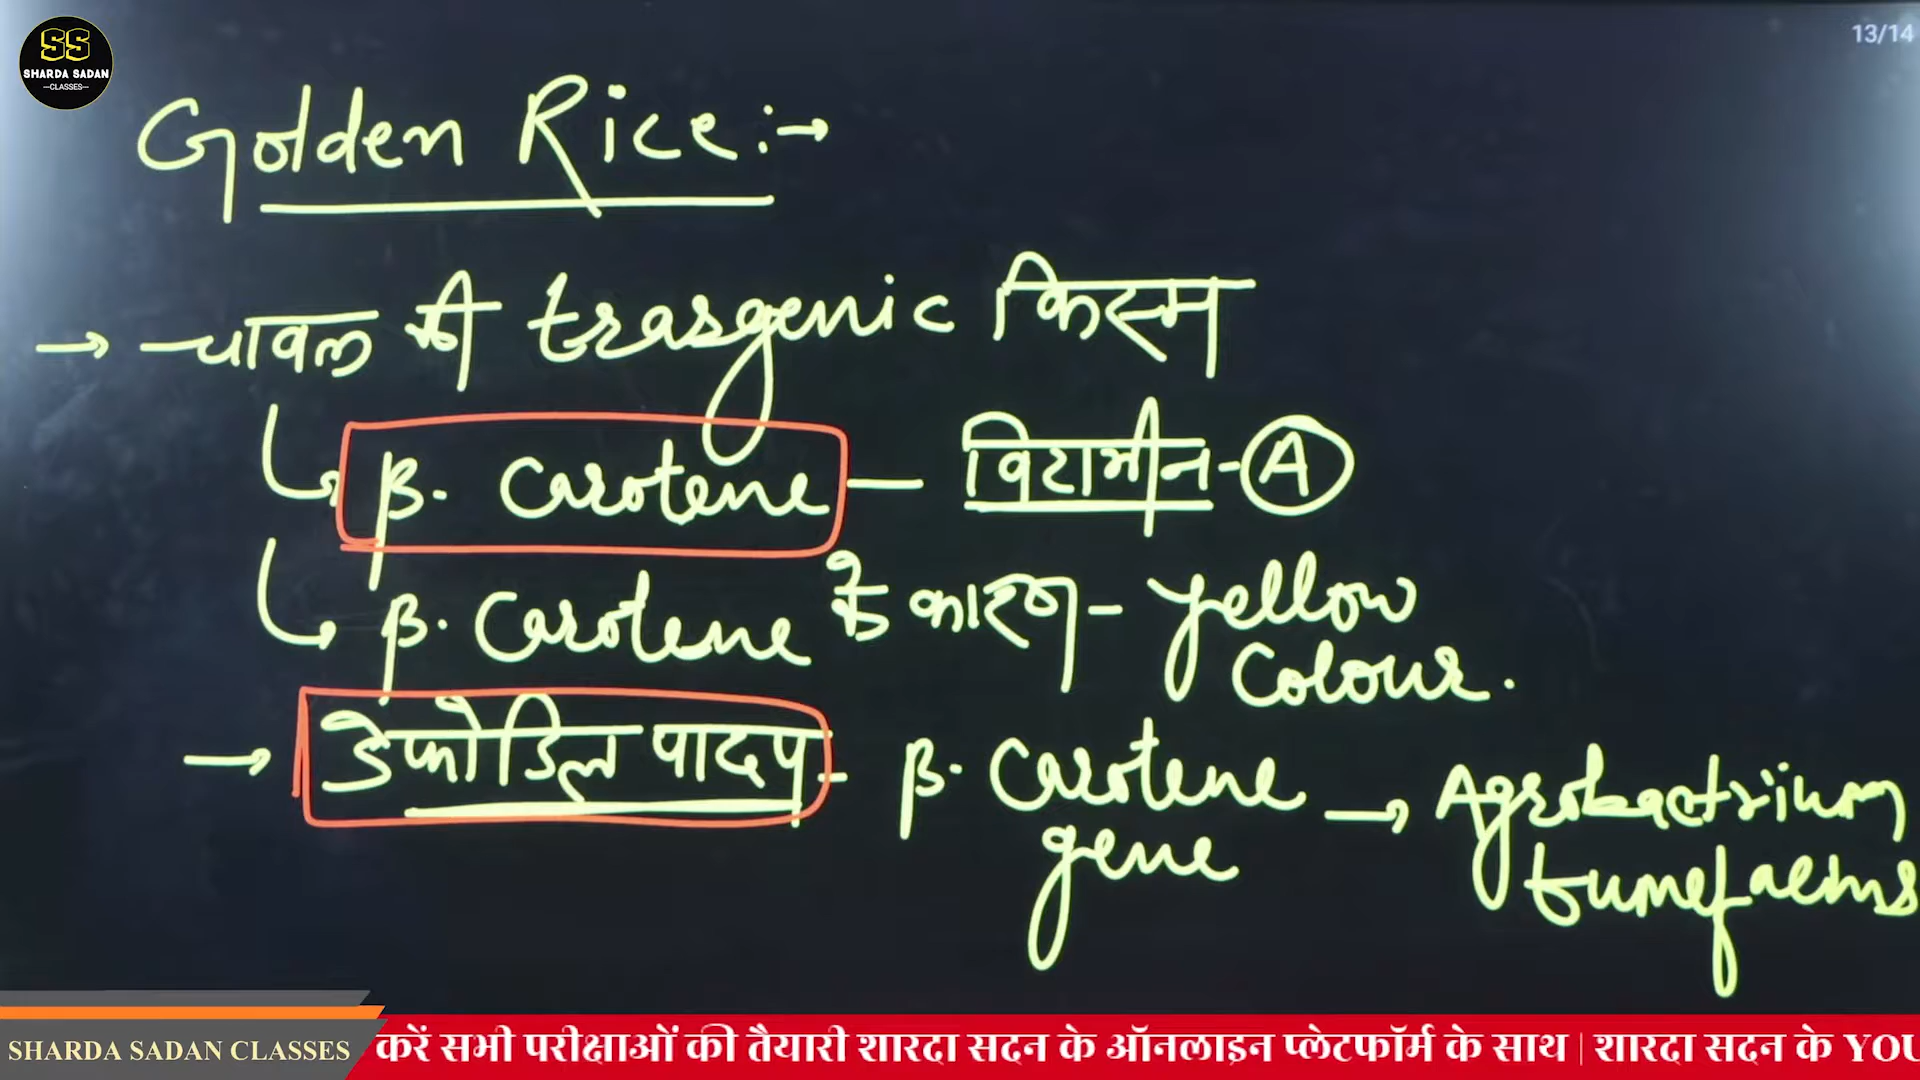 SS
SHARDA SADAN
—CLASSES—
13/14
Golden Rice:→
→ चावल की trasgenic किस्म
β. Carotene — विटामीन-A
β. Carotene के कारण - yellow
Colour.
→ डेफोडिल पादप - β. Carotene → Agrobactrium
gene tumefaciens
SHARDA SADAN CLASSES
करें सभी परीक्षाओं की तैयारी शारदा सदन के ऑनलाइन प्लेटफॉर्म के साथ | शारदा सदन के YOU